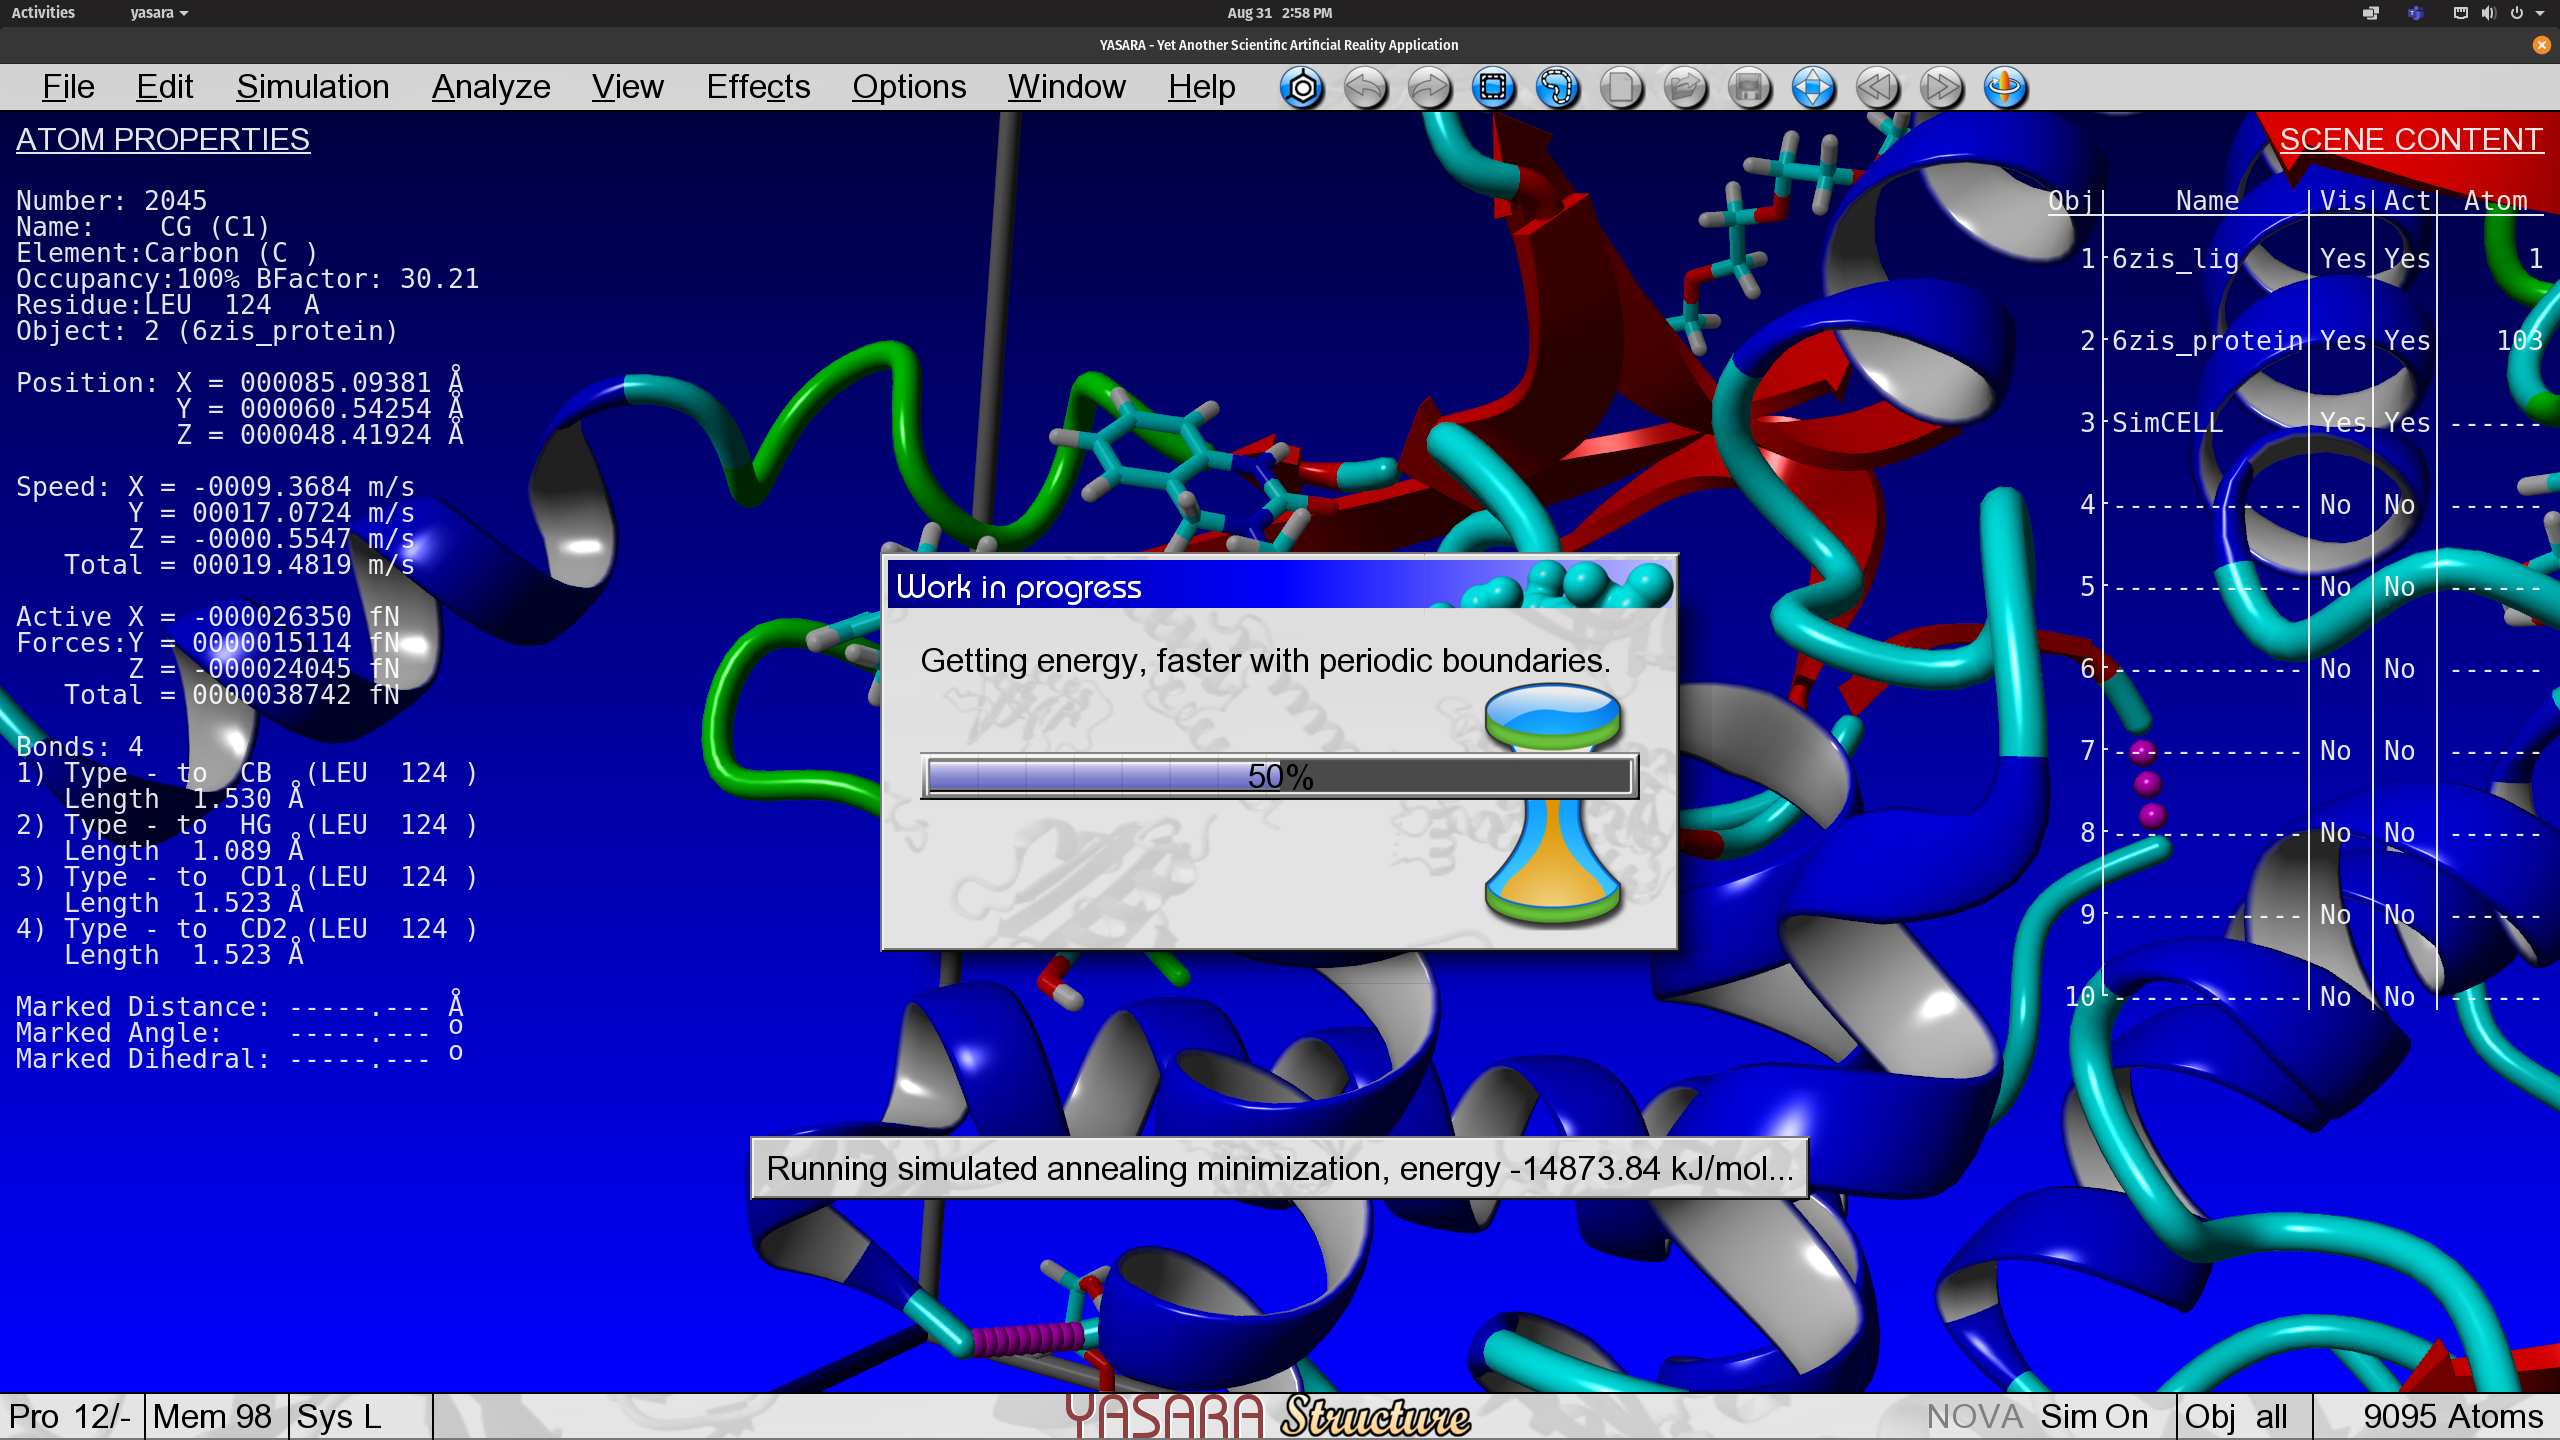 Activities yasara Aug 31 2:58 PM
YASARA - Yet Another Scientific Artificial Reality Application
File Edit Simulation Analyze View Effects Options Window Help
ATOM PROPERTIES
Number: 2045
Name: CG (C1)
Element:Carbon (C )
Occupancy:100% BFactor: 30.21
Residue:LEU 124 A
Object: 2 (6zis_protein)
Position: X = 000085.09381 Å
Y = 000060.54254 Å
Z = 000048.41924 Å
Speed: X = -0009.3684 m/s
Y = 00017.0724 m/s
Z = -0000.5547 m/s
Total = 00019.4819 m/s
Active X = -000026350 fN
Forces:Y = 0000015114 fN
Z = -000024045 fN
Total = 0000038742 fN
Bonds: 4
1) Type - to CB (LEU 124 )
Length 1.530 Å
2) Type - to HG (LEU 124 )
Length 1.089 Å
3) Type - to CD1 (LEU 124 )
Length 1.523 Å
4) Type - to CD2 (LEU 124 )
Length 1.523 Å
Marked Distance: -----.--- Å
Marked Angle: -----.--- º
Marked Dihedral: -----.--- º
SCENE CONTENT
Obj Name Vis Act Atom
1 6zis_lig Yes Yes 1
2 6zis_protein Yes Yes 103
3 SimCELL Yes Yes ------
4 ------------ No No ------
5 ------------ No No ------
6 ------------ No No ------
7 ------------ No No ------
8 ------------ No No ------
9 ------------ No No ------
10 ------------ No No ------
Work in progress
Getting energy, faster with periodic boundaries.
50%
Running simulated annealing minimization, energy -14873.84 kJ/mol...
Pro 12/- Mem 98 Sys L YASARA Structure NOVA Sim On Obj all 9095 Atoms